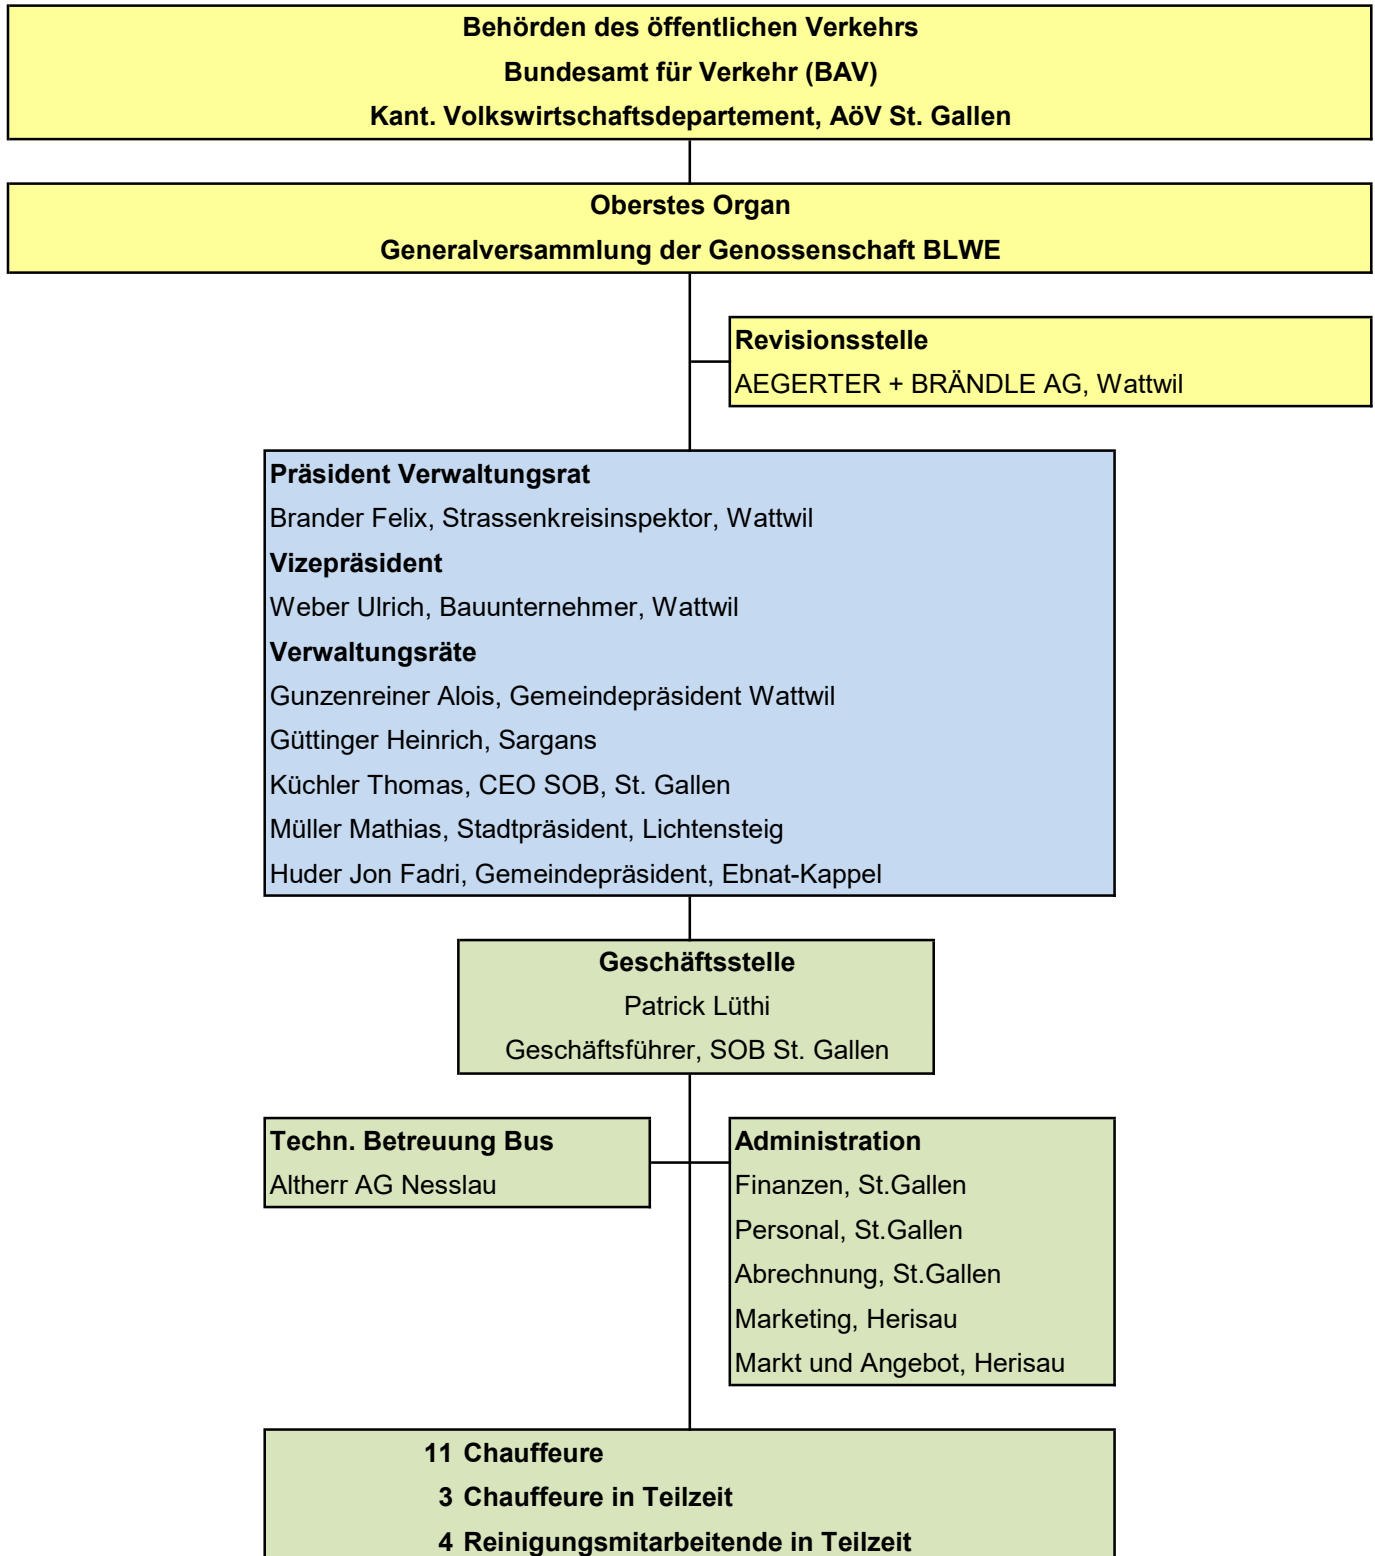 Behörden des öffentlichen Verkehrs
Bundesamt für Verkehr (BAV)
Kant. Volkswirtschaftsdepartement, AöV St. Gallen
Oberstes Organ
Generalversammlung der Genossenschaft BLWE
Revisionsstelle
AEGERTER + BRÄNDLE AG, Wattwil
Präsident Verwaltungsrat
Brander Felix, Strassenkreisinspektor, Wattwil
Vizepräsident
Weber Ulrich, Bauunternehmer, Wattwil
Verwaltungsräte
Gunzenreiner Alois, Gemeindepräsident Wattwil
Güttinger Heinrich, Sargans
Küchler Thomas, CEO SOB, St. Gallen
Müller Mathias, Stadtpräsident, Lichtensteig
Huder Jon Fadri, Gemeindepräsident, Ebnat-Kappel
Geschäftsstelle
Patrick Lüthi
Geschäftsführer, SOB St. Gallen
Techn. Betreuung Bus
Altherr AG Nesslau
Administration
Finanzen, St.Gallen
Personal, St.Gallen
Abrechnung, St.Gallen
Marketing, Herisau
Markt und Angebot, Herisau
11 Chauffeure
3 Chauffeure in Teilzeit
4 Reinigungsmitarbeitende in Teilzeit